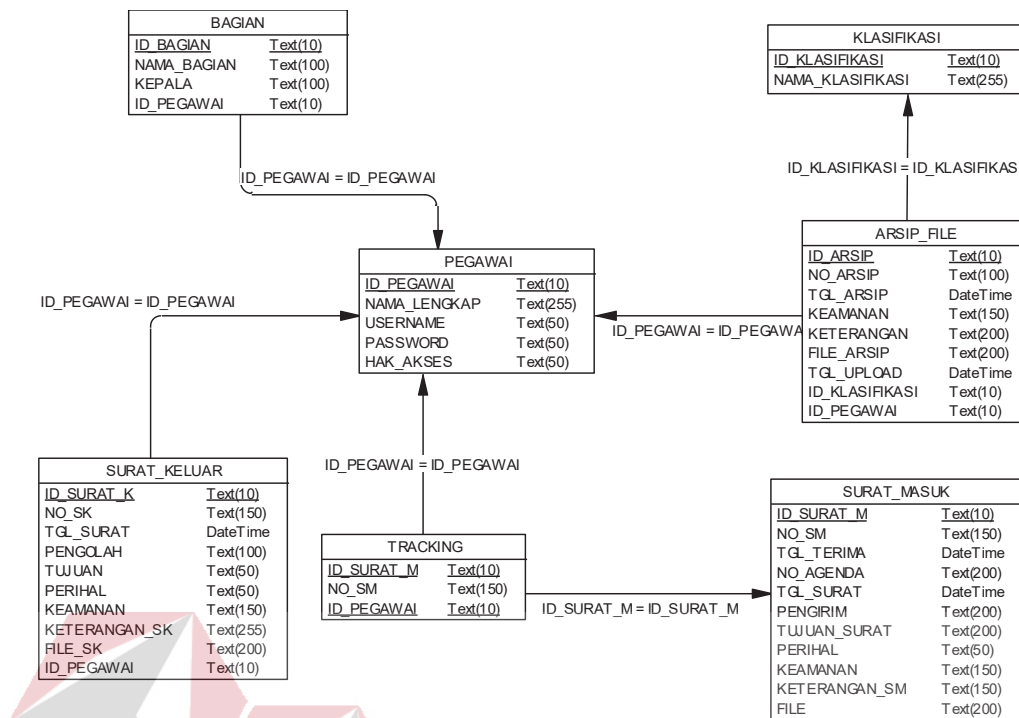 BAGIAN
ID_BAGIAN Text(10)
NAMA_BAGIAN Text(100)
KEPALA Text(100)
ID_PEGAWAI Text(10)
KLASIFIKASI
ID_KLASIFIKASI Text(10)
NAMA_KLASIFIKASI Text(255)
ID_PEGAWAI = ID_PEGAWAI
ID_KLASIFIKASI = ID_KLASIFIKAS
PEGAWAI
ID_PEGAWAI Text(10)
NAMA_LENGKAP Text(255)
USERNAME Text(50)
PASSWORD Text(50)
HAK_AKSES Text(50)
ARSIP_FILE
ID_ARSIP Text(10)
NO_ARSIP Text(100)
TGL_ARSIP DateTime
KEAMANAN Text(150)
KETERANGAN Text(200)
FILE_ARSIP Text(200)
TGL_UPLOAD DateTime
ID_KLASIFIKASI Text(10)
ID_PEGAWAI Text(10)
ID_PEGAWAI = ID_PEGAWAI
ID_PEGAWAI = ID_PEGAWA
ID_PEGAWAI = ID_PEGAWAI
SURAT_KELUAR
ID_SURAT_K Text(10)
NO_SK Text(150)
TGL_SURAT DateTime
PENGOLAH Text(100)
TUJUAN Text(50)
PERIHAL Text(50)
KEAMANAN Text(150)
KETERANGAN_SK Text(255)
FILE_SK Text(200)
ID_PEGAWAI Text(10)
TRACKING
ID_SURAT_M Text(10)
NO_SM Text(150)
ID_PEGAWAI Text(10)
ID_SURAT_M = ID_SURAT_M
SURAT_MASUK
ID_SURAT_M Text(10)
NO_SM Text(150)
TGL_TERIMA DateTime
NO_AGENDA Text(200)
TGL_SURAT DateTime
PENGIRIM Text(200)
TUJUAN_SURAT Text(200)
PERIHAL Text(50)
KEAMANAN Text(150)
KETERANGAN_SM Text(150)
FILE Text(200)